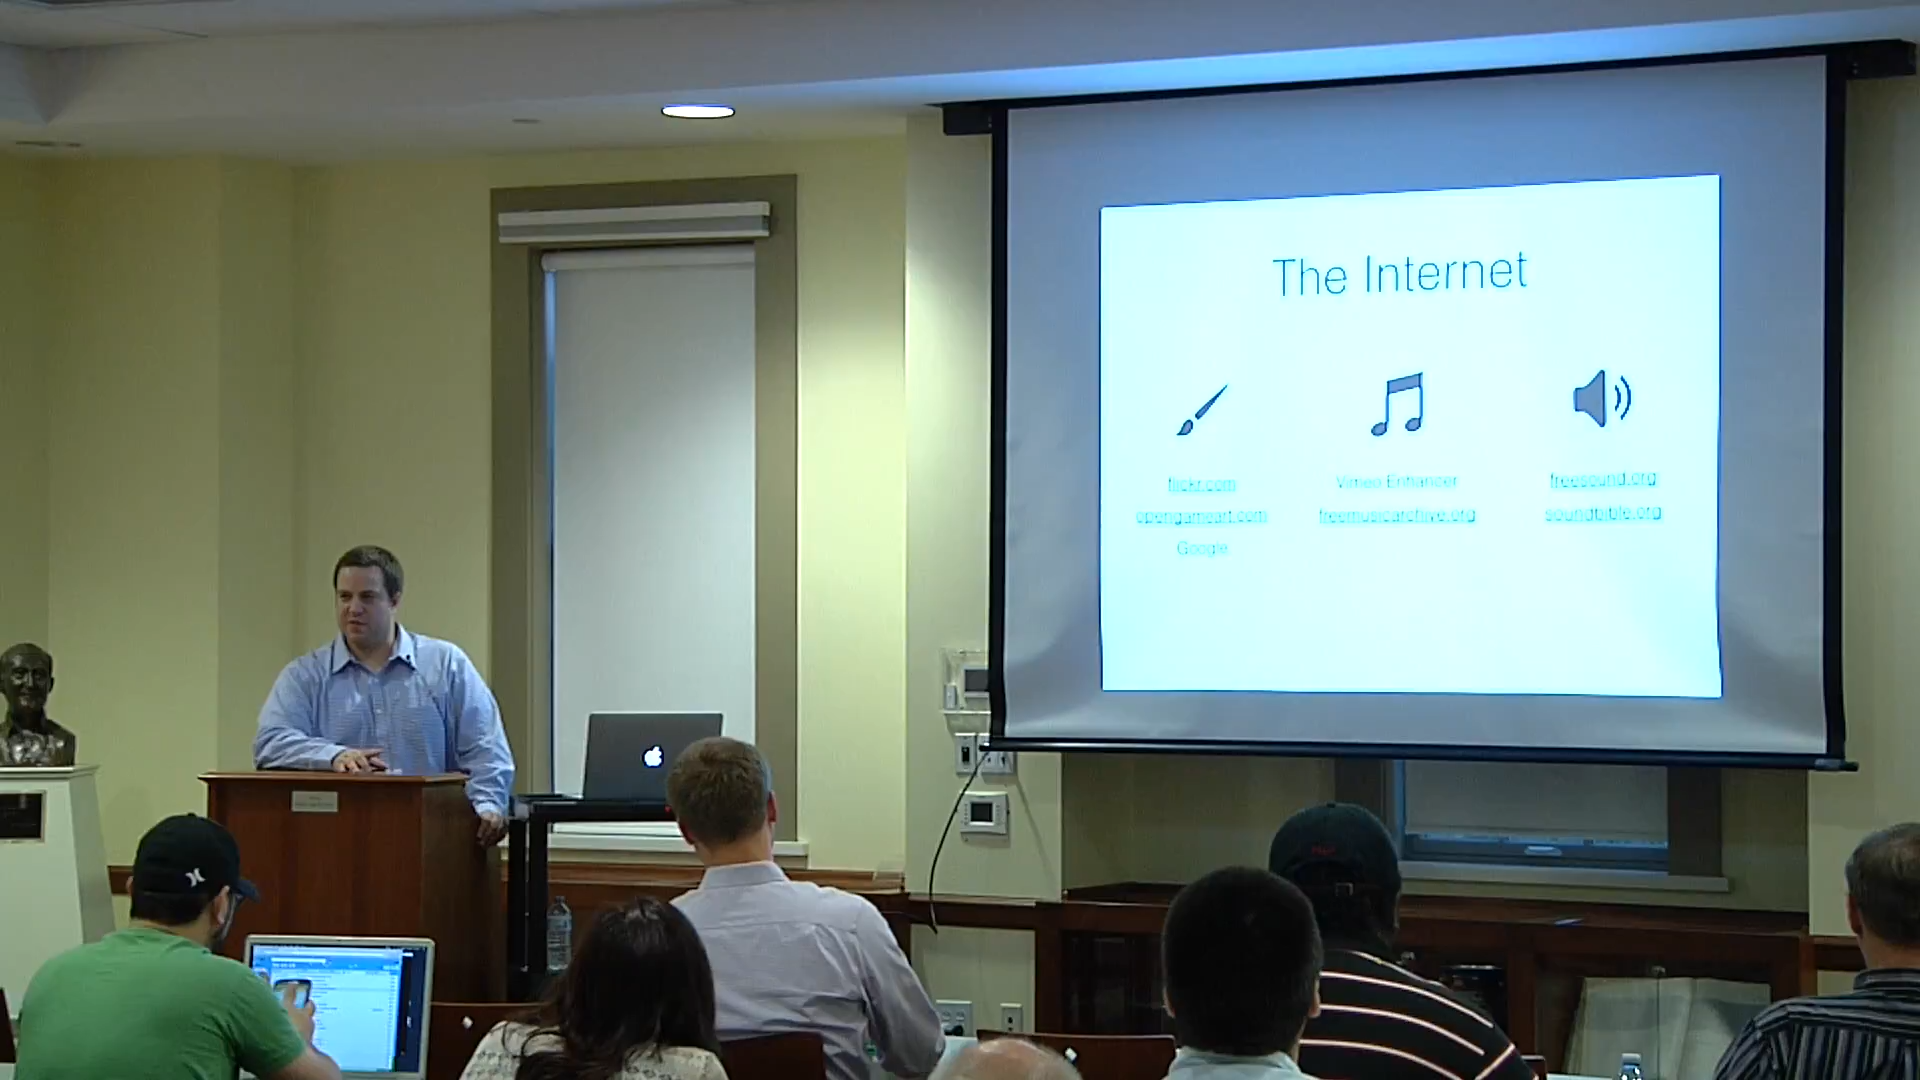 The Internet
flickr.com
opengameart.com
Google
Vimeo Enhancer
freemusicarchive.org
freesound.org
soundbible.org